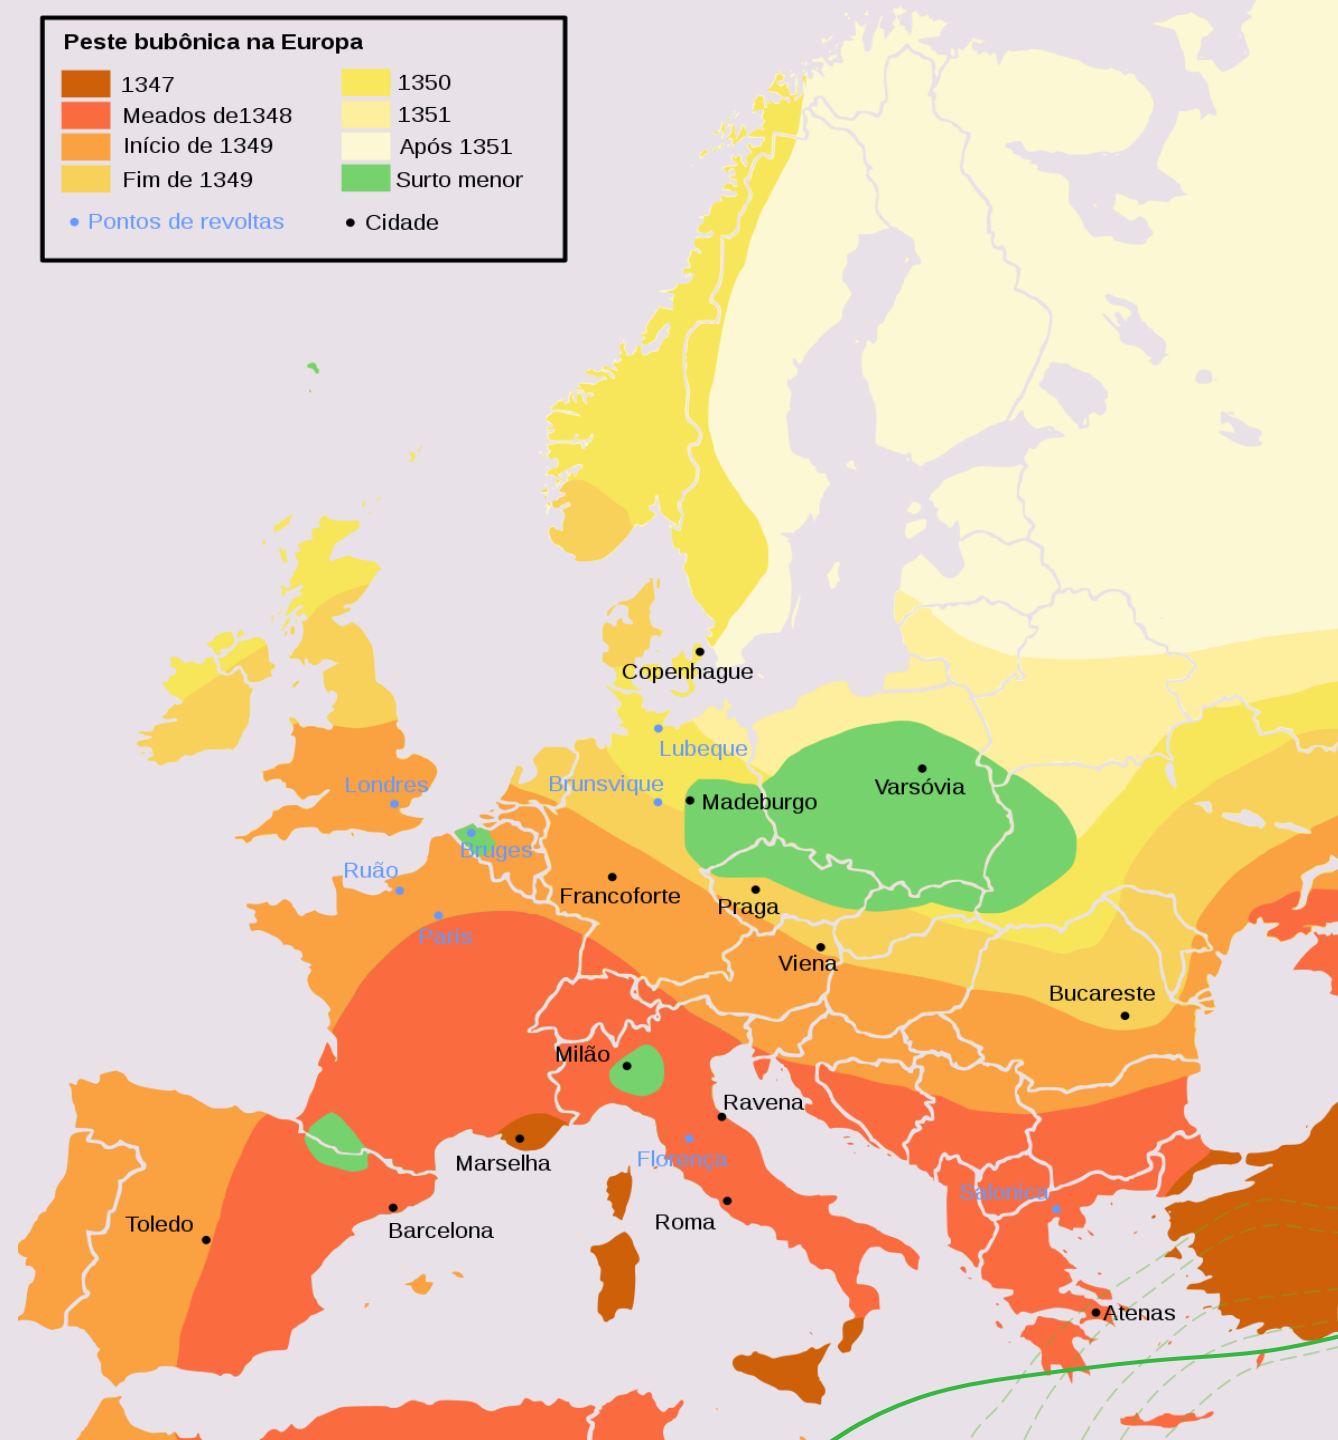 Peste bubônica na Europa
1347
Meados de1348
Início de 1349
Fim de 1349
Pontos de revoltas
1350
1351
Após 1351
Surto menor
Cidade
Copenhague
Lubeque
Brunsvique
Madeburgo
Varsóvia
Londres
Bruges
Ruão
Francoforte
Praga
París
Viena
Bucareste
Milão
Ravena
Marselha
Florença
Salonica
Toledo
Barcelona
Roma
Atenas